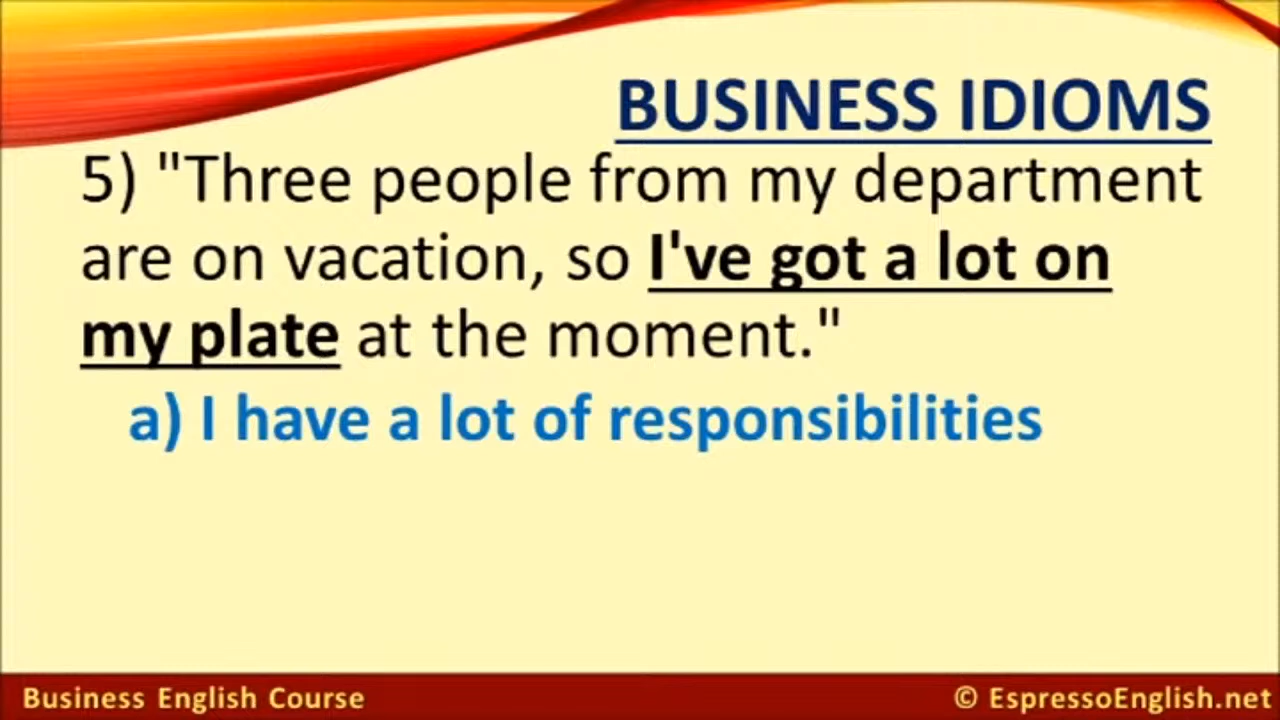 BUSINESS IDIOMS
5) "Three people from my department
are on vacation, so I've got a lot on
my plate at the moment."
a) I have a lot of responsibilities
Business English Course
© EspressoEnglish.net